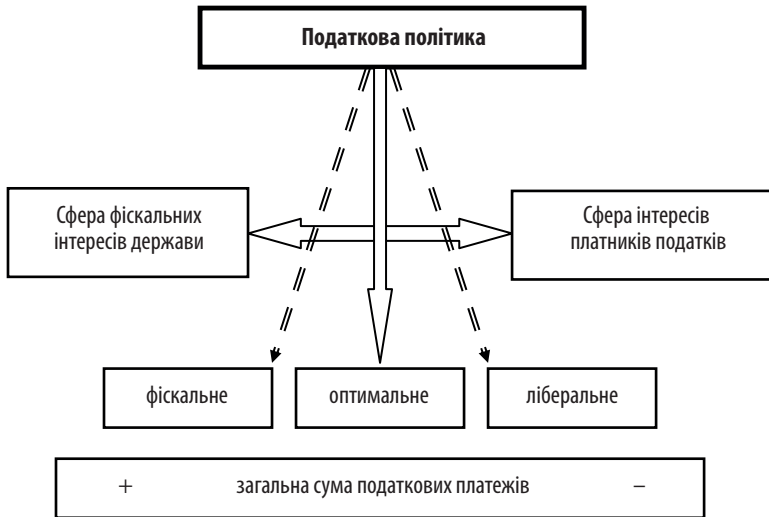 Податкова політика
Сфера фіскальних
інтересів держави
Сфера інтересів
платників податків
фіскальне
оптимальне
ліберальне
+ загальна сума податкових платежів –